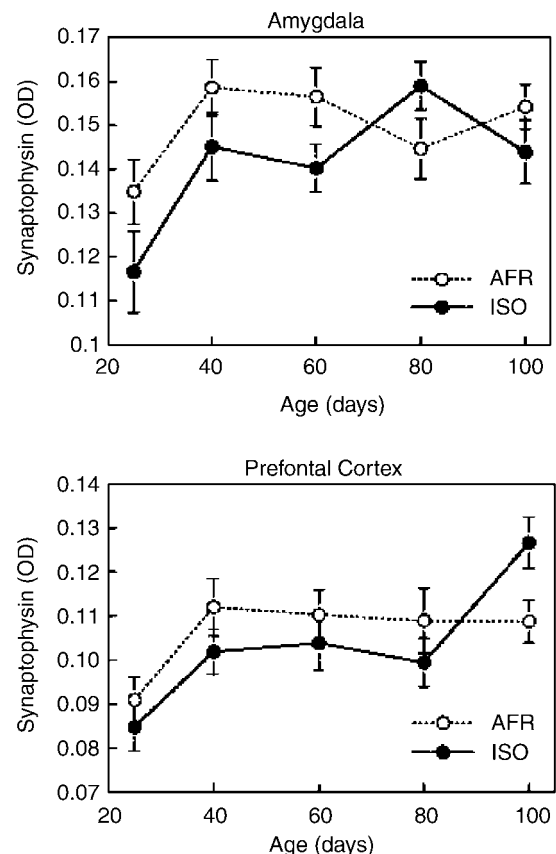 Amygdala
0.17
0.16
0.15
0.14
0.13
0.12
0.11
0.1
Synaptophysin (OD)
AFR
ISO
20 40 60 80 100
Age (days)
Prefontal Cortex
0.14
0.13
0.12
0.11
0.10
0.09
0.08
0.07
Synaptophysin (OD)
AFR
ISO
20 40 60 80 100
Age (days)